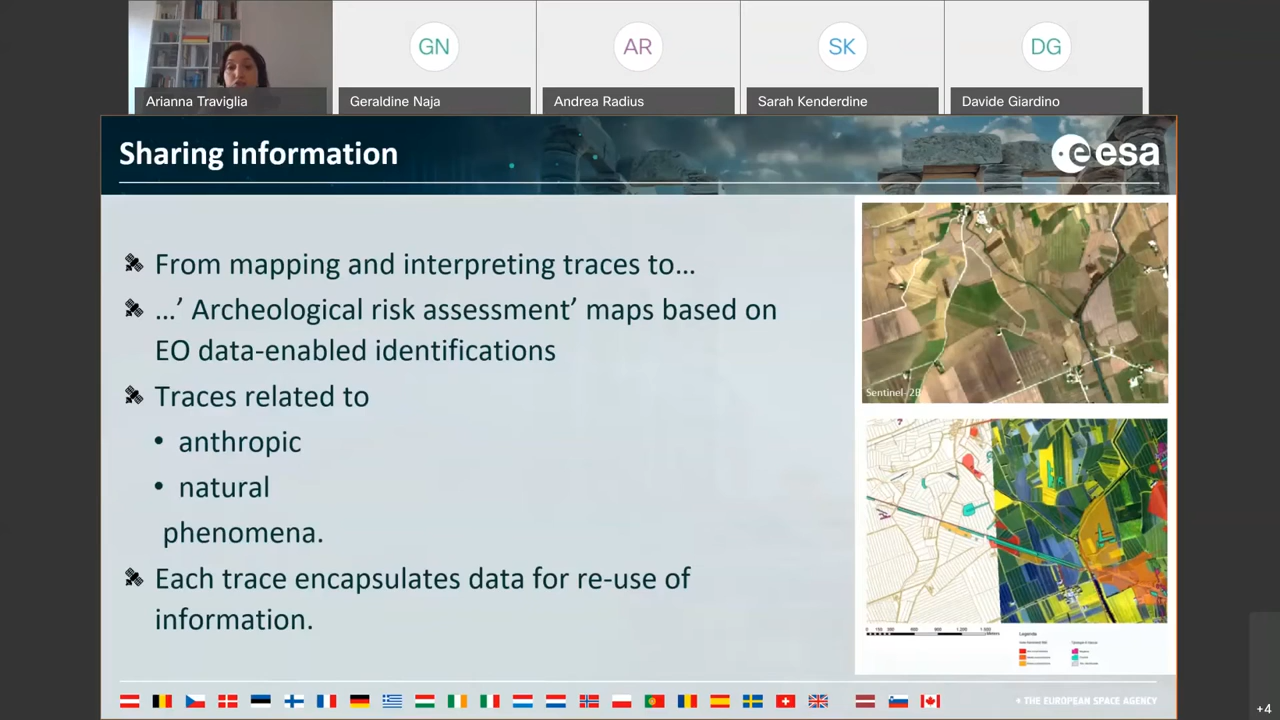 GN
AR
SK
DG
Arianna Traviglia
Geraldine Naja
Andrea Radius
Sarah Kenderdine
Davide Giardino
Sharing information
esa
From mapping and interpreting traces to…
…’ Archeological risk assessment’ maps based on
EO data-enabled identifications
Traces related to
• anthropic
• natural
phenomena.
Each trace encapsulates data for re-use of
information.
Sentinel-2B
Legenda
THE EUROPEAN SPACE AGENCY
+4